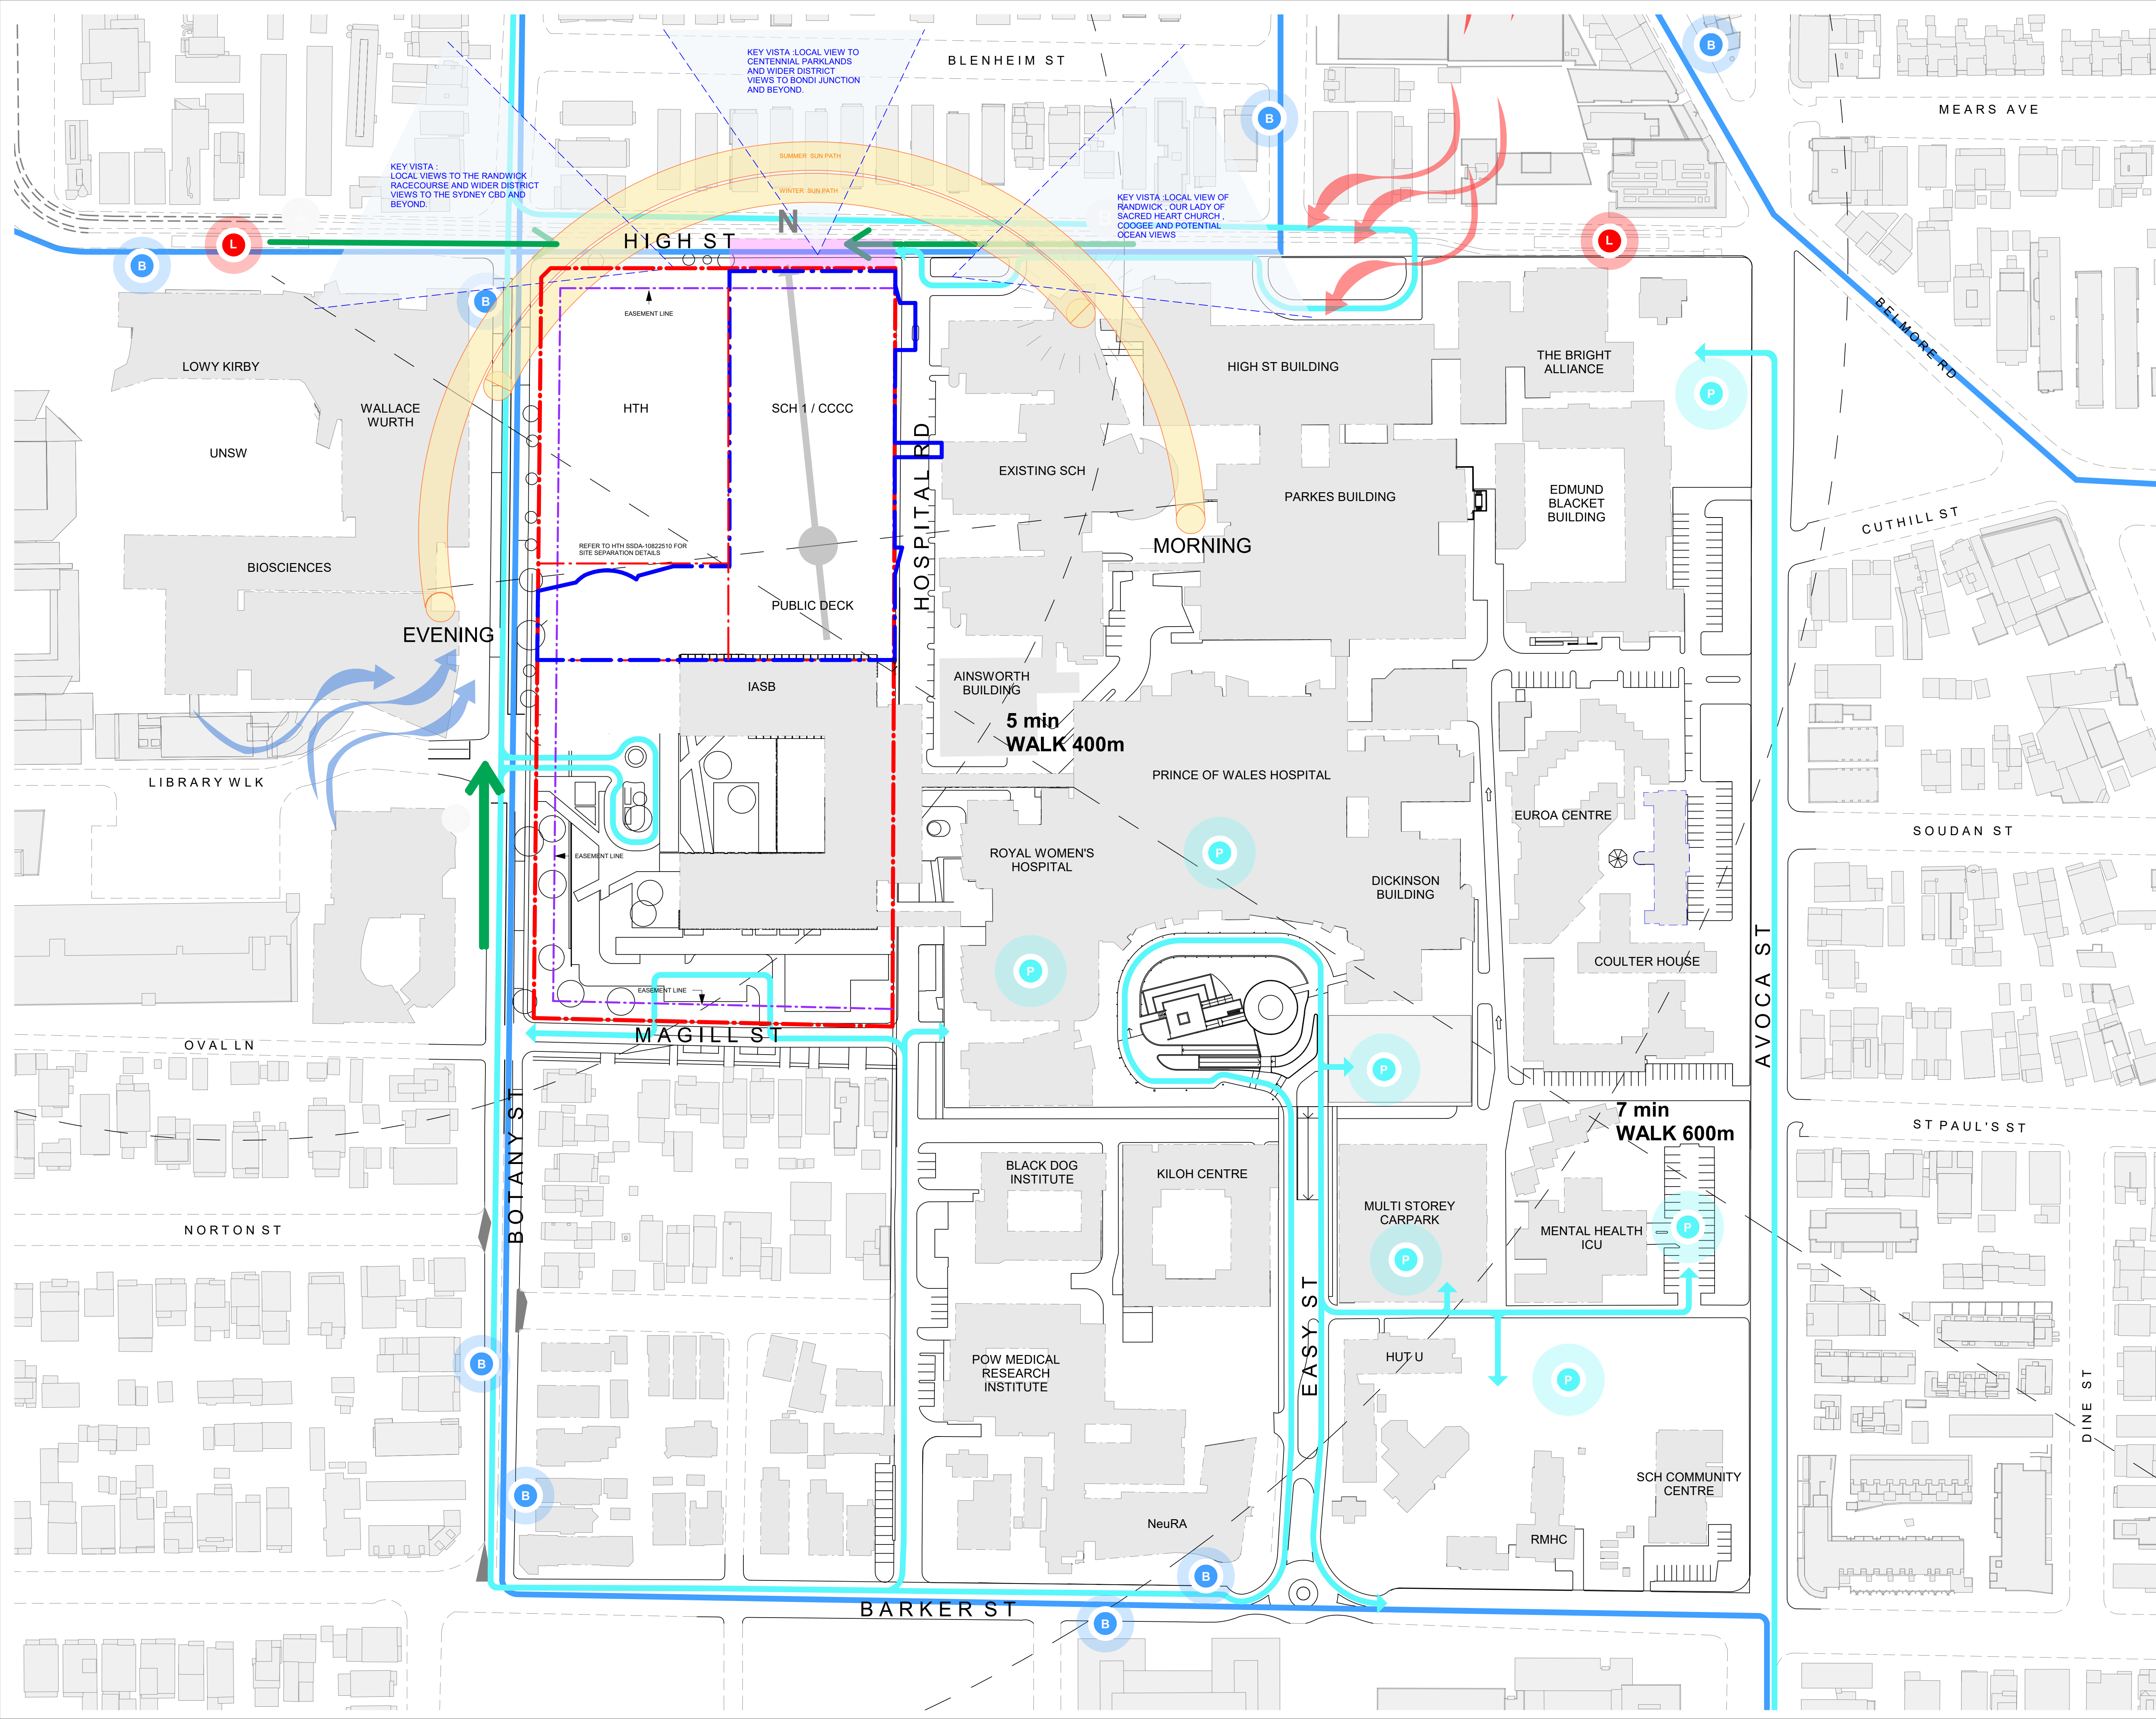 BLENHEIM ST
KEY VISTA :LOCAL VIEW TO
CENTENNIAL PARKLANDS
AND WIDER DISTRICT
VIEWS TO BONDI JUNCTION
AND BEYOND.
B
MEARS AVE
B
SUMMER SUN PATH
WINTER SUN PATH
KEY VISTA :
LOCAL VIEWS TO THE RANDWICK
RACECOURSE AND WIDER DISTRICT
VIEWS TO THE SYDNEY CBD AND
BEYOND.
KEY VISTA :LOCAL VIEW OF
RANDWICK , OUR LADY OF
SACRED HEART CHURCH ,
COOGEE AND POTENTIAL
OCEAN VIEWS
N
L
HIGH ST
L
B
B
EASEMENT LINE
BELMORE RD
LOWY KIRBY
HIGH ST BUILDING
THE BRIGHT
ALLIANCE
P
WALLACE
WURTH
HTH
SCH 1 / CCCC
UNSW
HOSPITAL RD
EXISTING SCH
PARKES BUILDING
EDMUND
BLACKET
BUILDING
CUTHILL ST
REFER TO HTH SSDA-10822510 FOR
SITE SEPARATION DETAILS
MORNING
BIOSCIENCES
PUBLIC DECK
EVENING
IASB
AINSWORTH
BUILDING
5 min
WALK 400m
LIBRARY WLK
PRINCE OF WALES HOSPITAL
EUROA CENTRE
SOUDAN ST
EASEMENT LINE
ROYAL WOMEN'S
HOSPITAL
P
DICKINSON
BUILDING
COULTER HOUSE
P
AVOCA ST
EASEMENT LINE
MAGILL ST
OVAL LN
P
BOTANY ST
7 min
WALK 600m
ST PAUL'S ST
BLACK DOG
INSTITUTE
KILOH CENTRE
NORTON ST
MULTI STOREY
CARPARK
P
MENTAL HEALTH
ICU
P
EASY ST
B
POW MEDICAL
RESEARCH
INSTITUTE
HUT U
P
DINE ST
B
SCH COMMUNITY
CENTRE
NeuRA
RMHC
B
BARKER ST
B